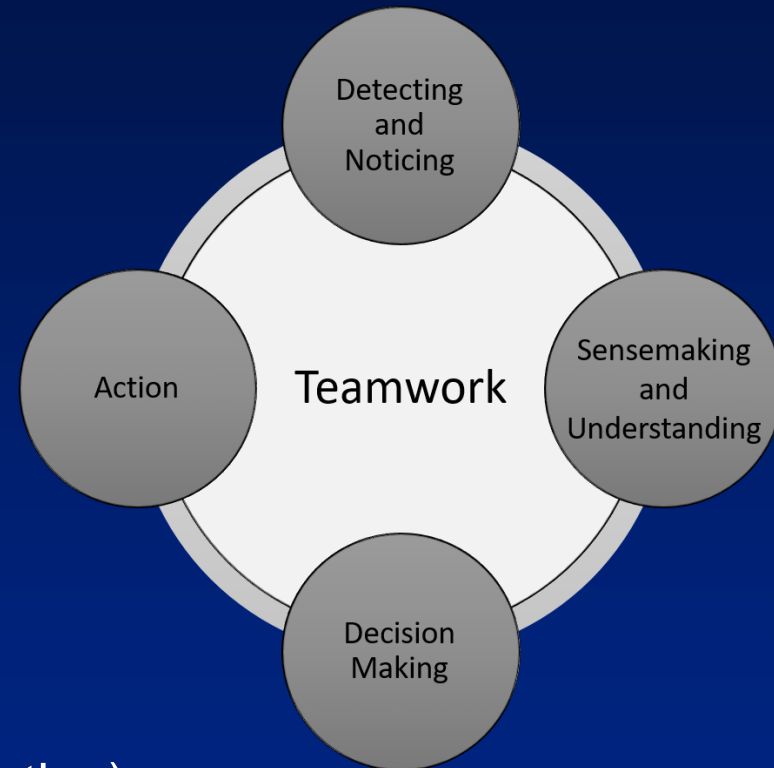 Detecting
and
Noticing
Action
Teamwork
Sensemaking
and
Understanding
Decision
Making